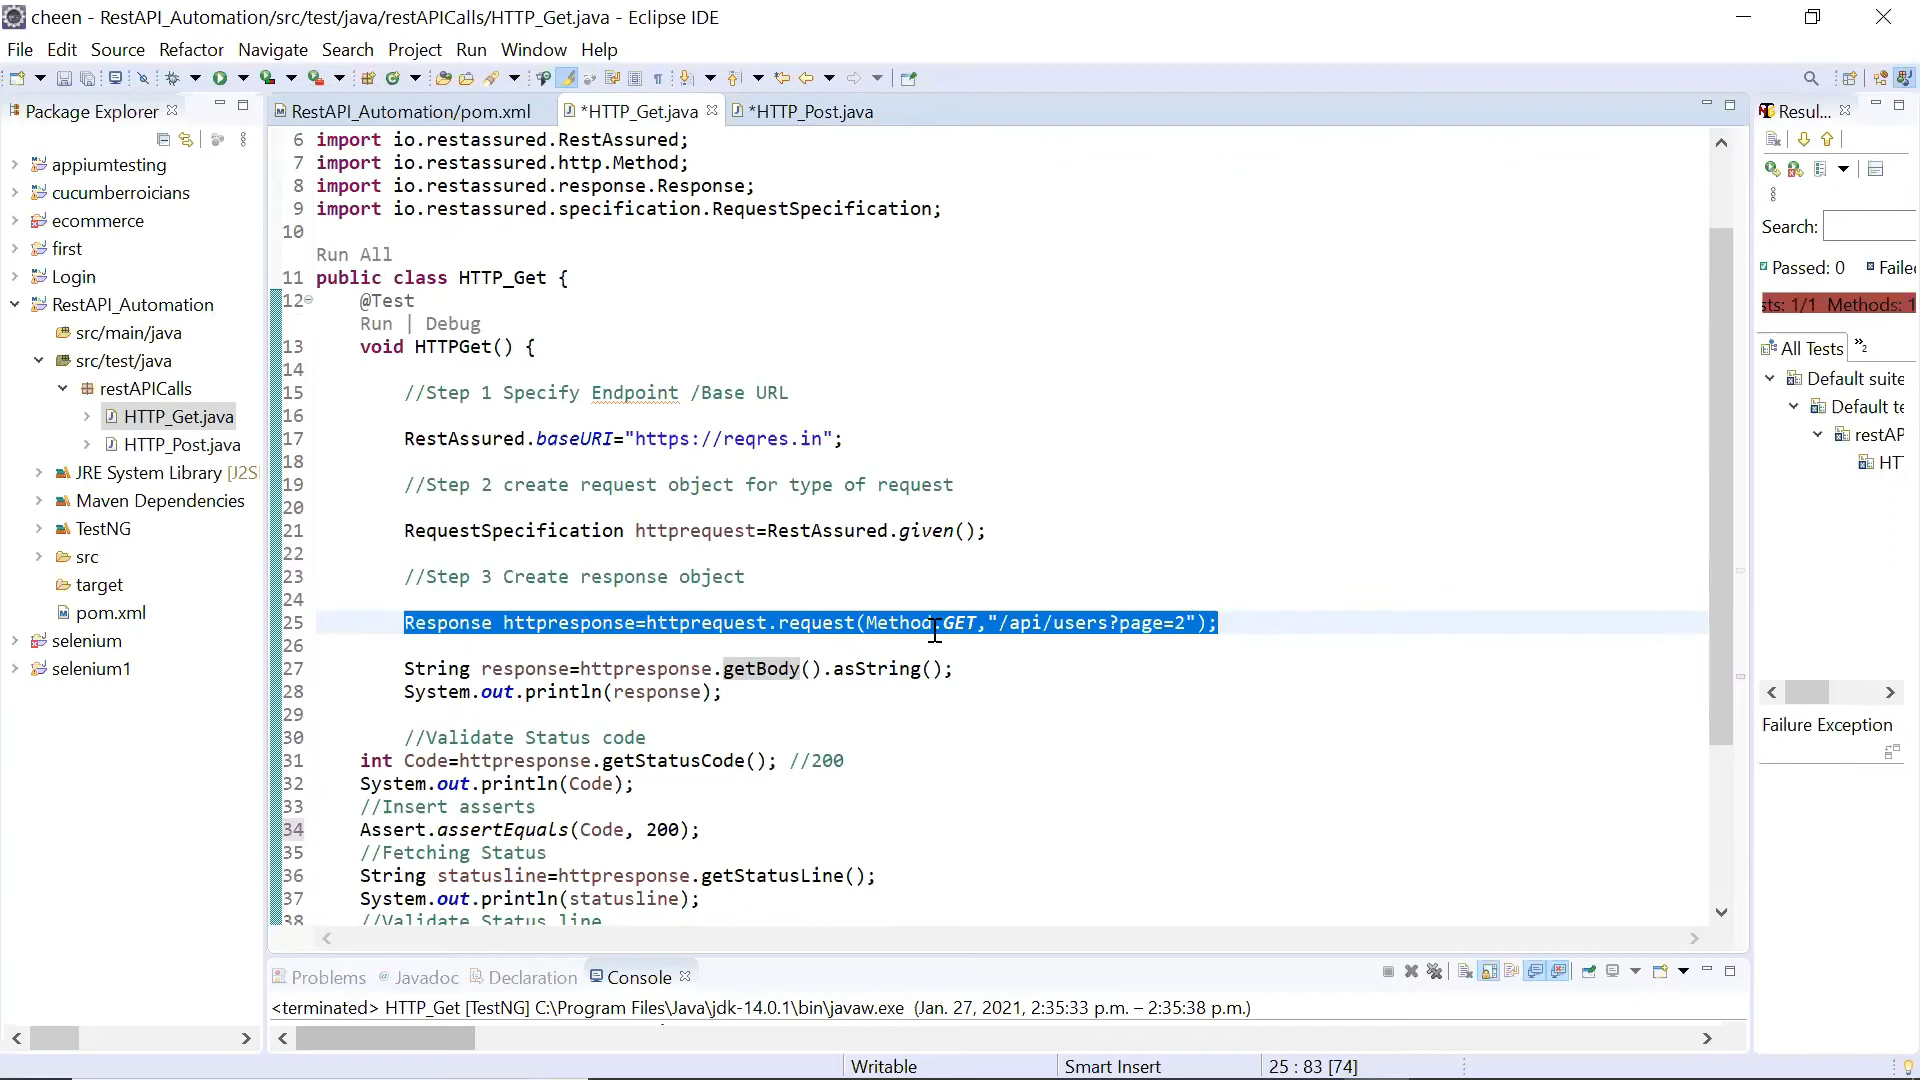 cheen - RestAPI_Automation/src/test/java/restAPICalls/HTTP_Get.java - Eclipse IDE
File Edit Source Refactor Navigate Search Project Run Window Help
Package Explorer
appiumtesting
cucumberroicians
ecommerce
first
Login
RestAPI_Automation
src/main/java
src/test/java
restAPICalls
HTTP_Get.java
HTTP_Post.java
JRE System Library [J2S
Maven Dependencies
TestNG
src
target
pom.xml
selenium
selenium1
RestAPI_Automation/pom.xml *HTTP_Get.java *HTTP_Post.java
6 import io.restassured.RestAssured;
7 import io.restassured.http.Method;
8 import io.restassured.response.Response;
9 import io.restassured.specification.RequestSpecification;
10
Run All
11 public class HTTP_Get {
12 @Test
Run | Debug
13 void HTTPGet() {
14
15 //Step 1 Specify Endpoint /Base URL
16
17 RestAssured.baseURI="https://reqres.in";
18
19 //Step 2 create request object for type of request
20
21 RequestSpecification httprequest=RestAssured.given();
22
23 //Step 3 Create response object
24
25 Response httpresponse=httprequest.request(Method.GET,"/api/users?page=2");
26
27 String response=httpresponse.getBody().asString();
28 System.out.println(response);
29
30 //Validate Status code
31 int Code=httpresponse.getStatusCode(); //200
32 System.out.println(Code);
33 //Insert asserts
34 Assert.assertEquals(Code, 200);
35 //Fetching Status
36 String statusline=httpresponse.getStatusLine();
37 System.out.println(statusline);
38 //Validate Status line
Resul...
Search:
Passed: 0 Faile
sts: 1/1 Methods: 1
All Tests »2
Default suite
Default te
restAP
HT
Failure Exception
Problems Javadoc Declaration Console
<terminated> HTTP_Get [TestNG] C:\Program Files\Java\jdk-14.0.1\bin\javaw.exe (Jan. 27, 2021, 2:35:33 p.m. – 2:35:38 p.m.)
Writable Smart Insert 25 : 83 [74]